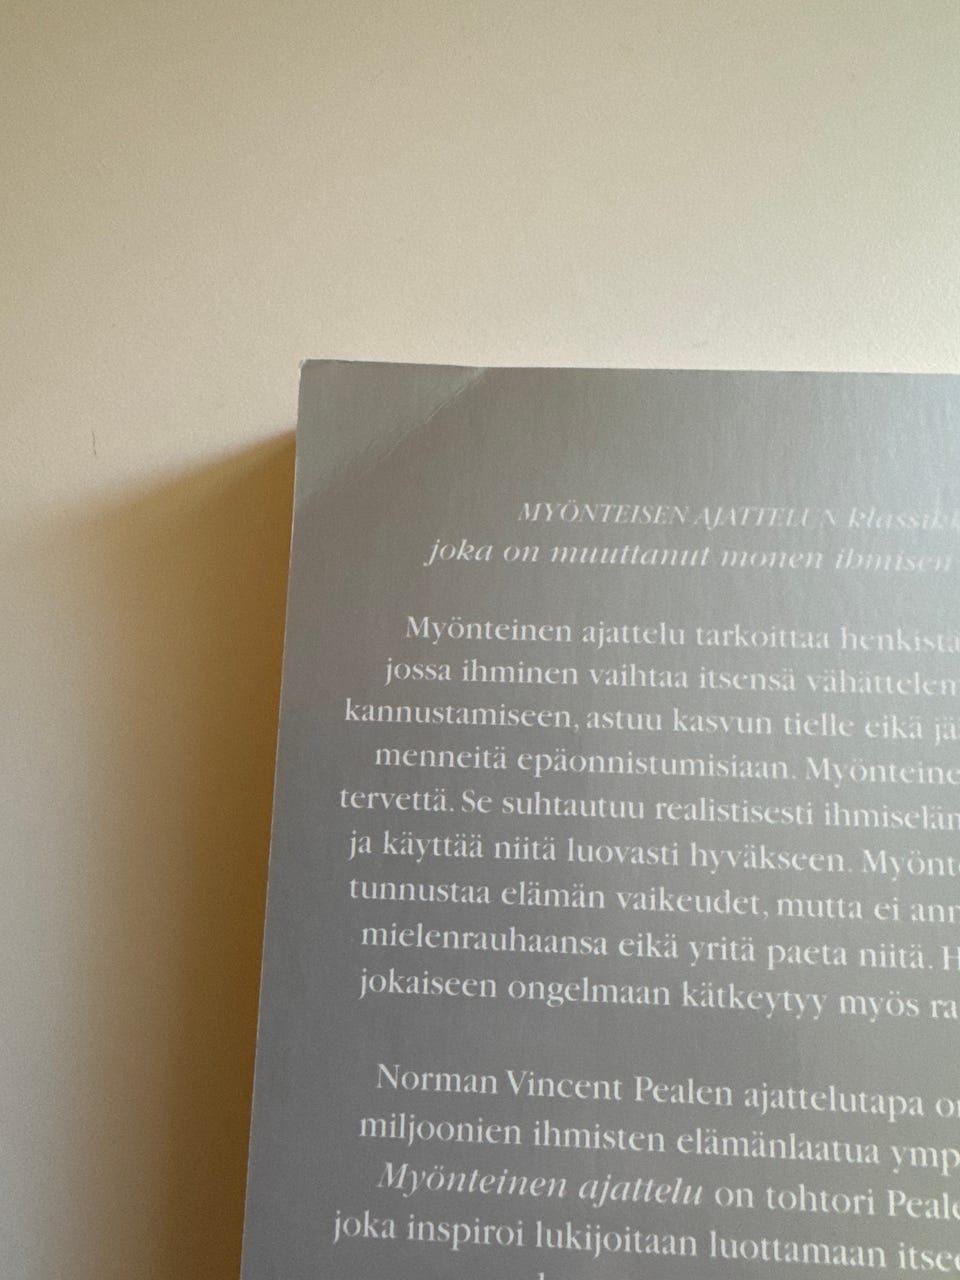 MYÖNTEISEN AJATTELUN
joka on muuttanut monen ihmisen
Myönteinen ajattelu tarkoittaa
jossa ihminen vaihtaa itsensä
kannustamiseen, astuu kasvun tielle eikä
menneitä epäonnistumisiaan.
tervettä. Se suhtautuu realistisesti
ja käyttää niitä luovasti hyväkseen.
tunnustaa elämän vaikeudet, mutta ei
mielenrauhaansa eikä yritä paeta niitä.
jokaiseen ongelmaan kätkeytyy myös
Norman Vincent Pealen ajattelutapa
miljoonien ihmisten elämänlaatua
Myönteinen ajattelu on tohtori
joka inspiroi lukijoitaan luottamaan